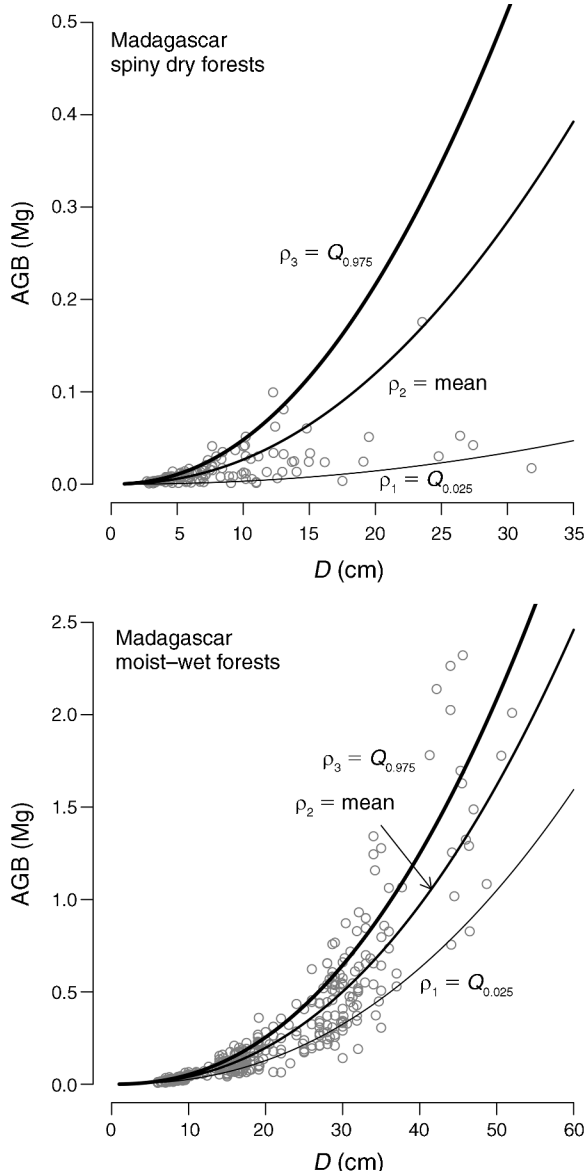 Madagascar
spiny dry forests
0.5
0.4
0.3
0.2
0.1
0.0
AGB (Mg)
ρ3 = Q0.975
ρ2 = mean
ρ1 = Q0.025
5
10
15
20
25
30
35
D (cm)
Madagascar
moist–wet forests
2.5
2.0
1.5
1.0
0.5
0.0
AGB (Mg)
ρ3 = Q0.975
ρ2 = mean
ρ1 = Q0.025
0
10
20
30
40
50
60
D (cm)